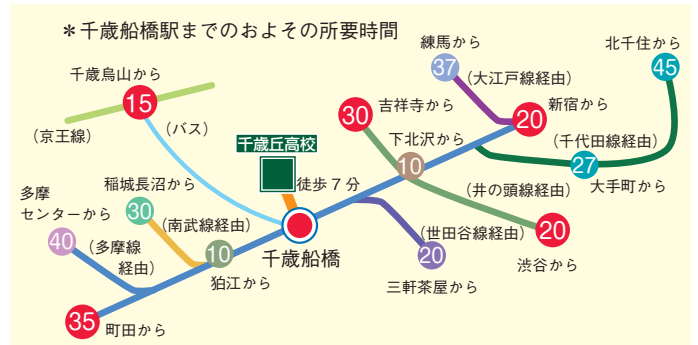 ＊千歳船橋駅までのおよその所要時間
練馬から
北千住から
37
45
千歳烏山から
(大江戸線経由)
15
吉祥寺から
新宿から
30
20
(京王線)
(バス)
千歳丘高校
下北沢から
(千代田線経由)
10
27
大手町から
徒歩７分
稲城長沼から
多摩
センターから
30
(南武線経由)
(井の頭線経由)
40
(多摩線
経由)
10
千歳船橋
(世田谷線経由)
20
20
渋谷から
狛江から
三軒茶屋から
35
町田から